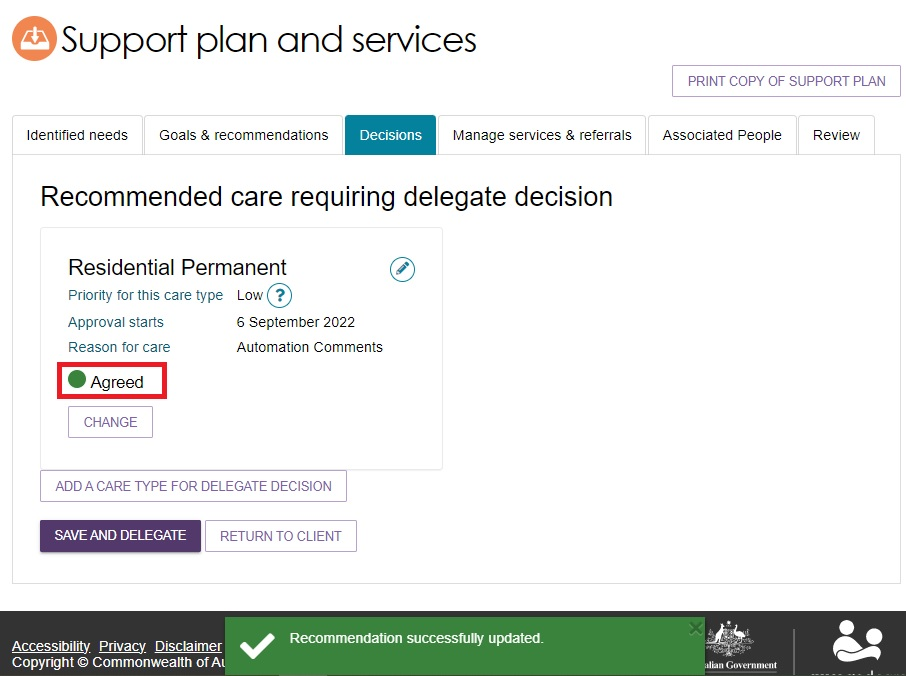 Support plan and services
PRINT COPY OF SUPPORT PLAN
Identified needs
Goals & recommendations
Decisions
Manage services & referrals
Associated People
Review
Recommended care requiring delegate decision
Residential Permanent
Priority for this care type Low ?
Approval starts 6 September 2022
Reason for care Automation Comments
Agreed
CHANGE
ADD A CARE TYPE FOR DELEGATE DECISION
SAVE AND DELEGATE
RETURN TO CLIENT
Accessibility Privacy Disclaimer
Copyright © Commonwealth of Au
Recommendation successfully updated.
alian Government